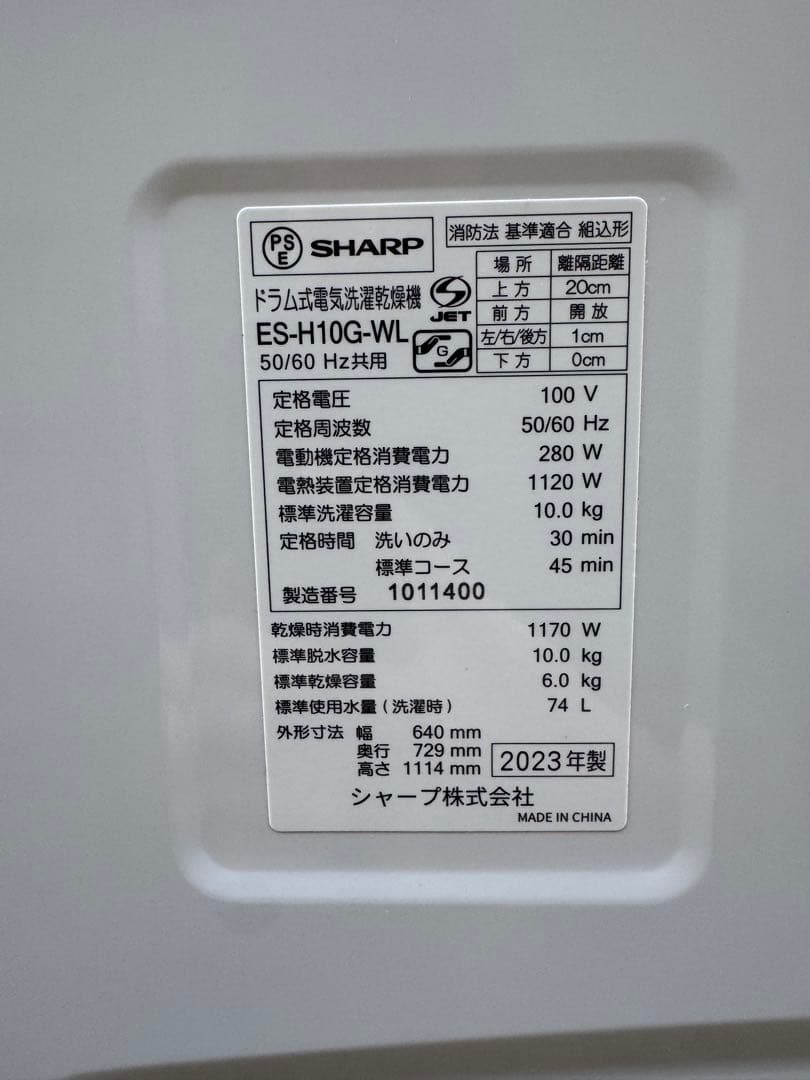 PSE SHARP
消防法 基準適合 組込形
場所 離隔距離
上方 20cm
前方 開放
左/右/後方 1cm
下方 0cm
ドラム式電気洗濯乾燥機
JET
ES-H10G-WL
G
50/60 Hz共用
定格電圧 100 V
定格周波数 50/60 Hz
電動機定格消費電力 280 W
電熱装置定格消費電力 1120 W
標準洗濯容量 10.0 kg
定格時間 洗いのみ 30 min
標準コース 45 min
製造番号 1011400
乾燥時消費電力 1170 W
標準脱水容量 10.0 kg
標準乾燥容量 6.0 kg
標準使用水量(洗濯時) 74 L
外形寸法 幅 640 mm
奥行 729 mm
高さ 1114 mm
2023年製
シャープ株式会社
MADE IN CHINA